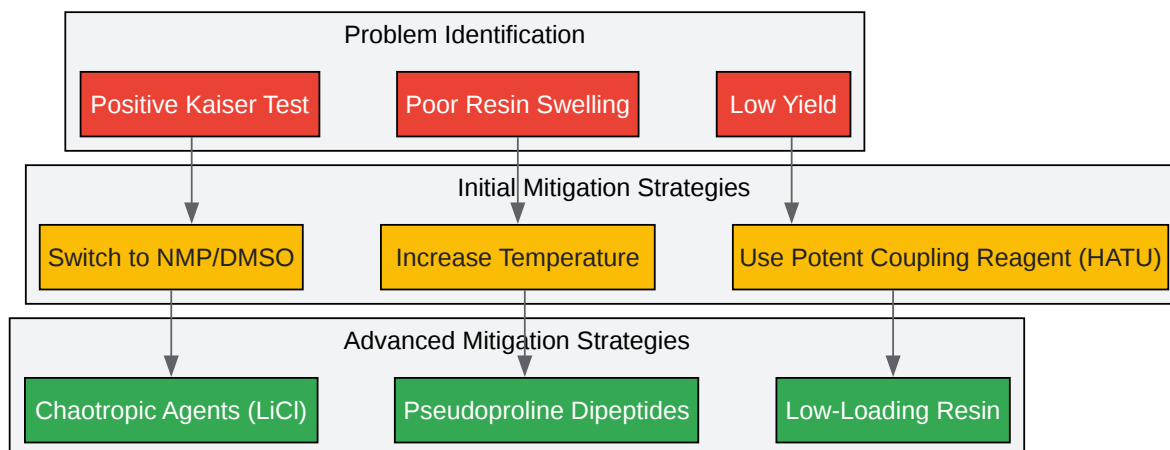 Problem Identification
Positive Kaiser Test
Poor Resin Swelling
Low Yield
Initial Mitigation Strategies
Switch to NMP/DMSO
Increase Temperature
Use Potent Coupling Reagent (HATU)
Advanced Mitigation Strategies
Chaotropic Agents (LiCl)
Pseudoproline Dipeptides
Low-Loading Resin